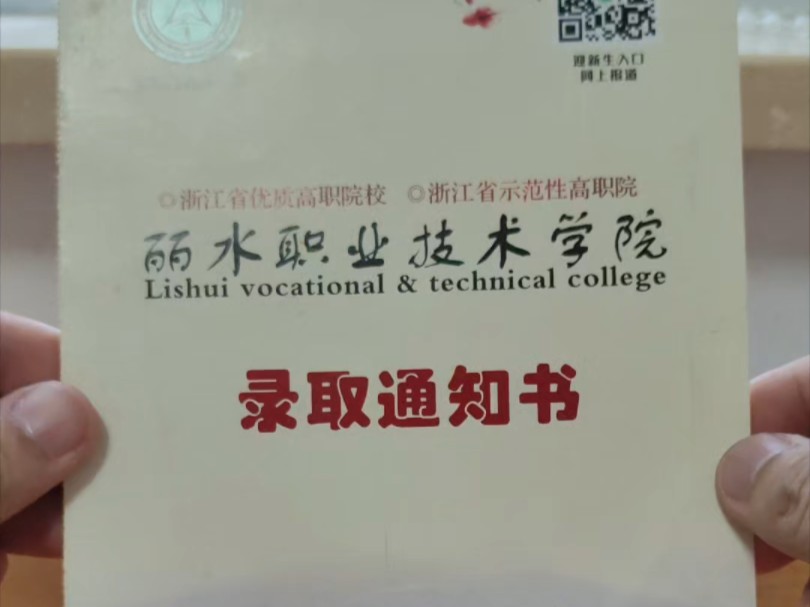 迎新生入口
网上报道
◎浙江省优质高职院校 ◎浙江省示范性高职院
丽水职业技术学院
Lishui vocational & technical college
录取通知书